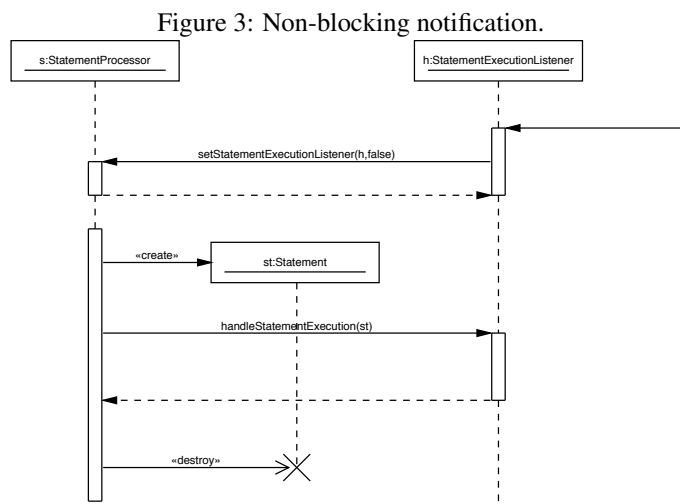 Figure 3: Non-blocking notification.
s:StatementProcessor
h:StatementExecutionListener
setStatementExecutionListener(h,false)
«create»
st:Statement
handleStatementExecution(st)
«destroy»